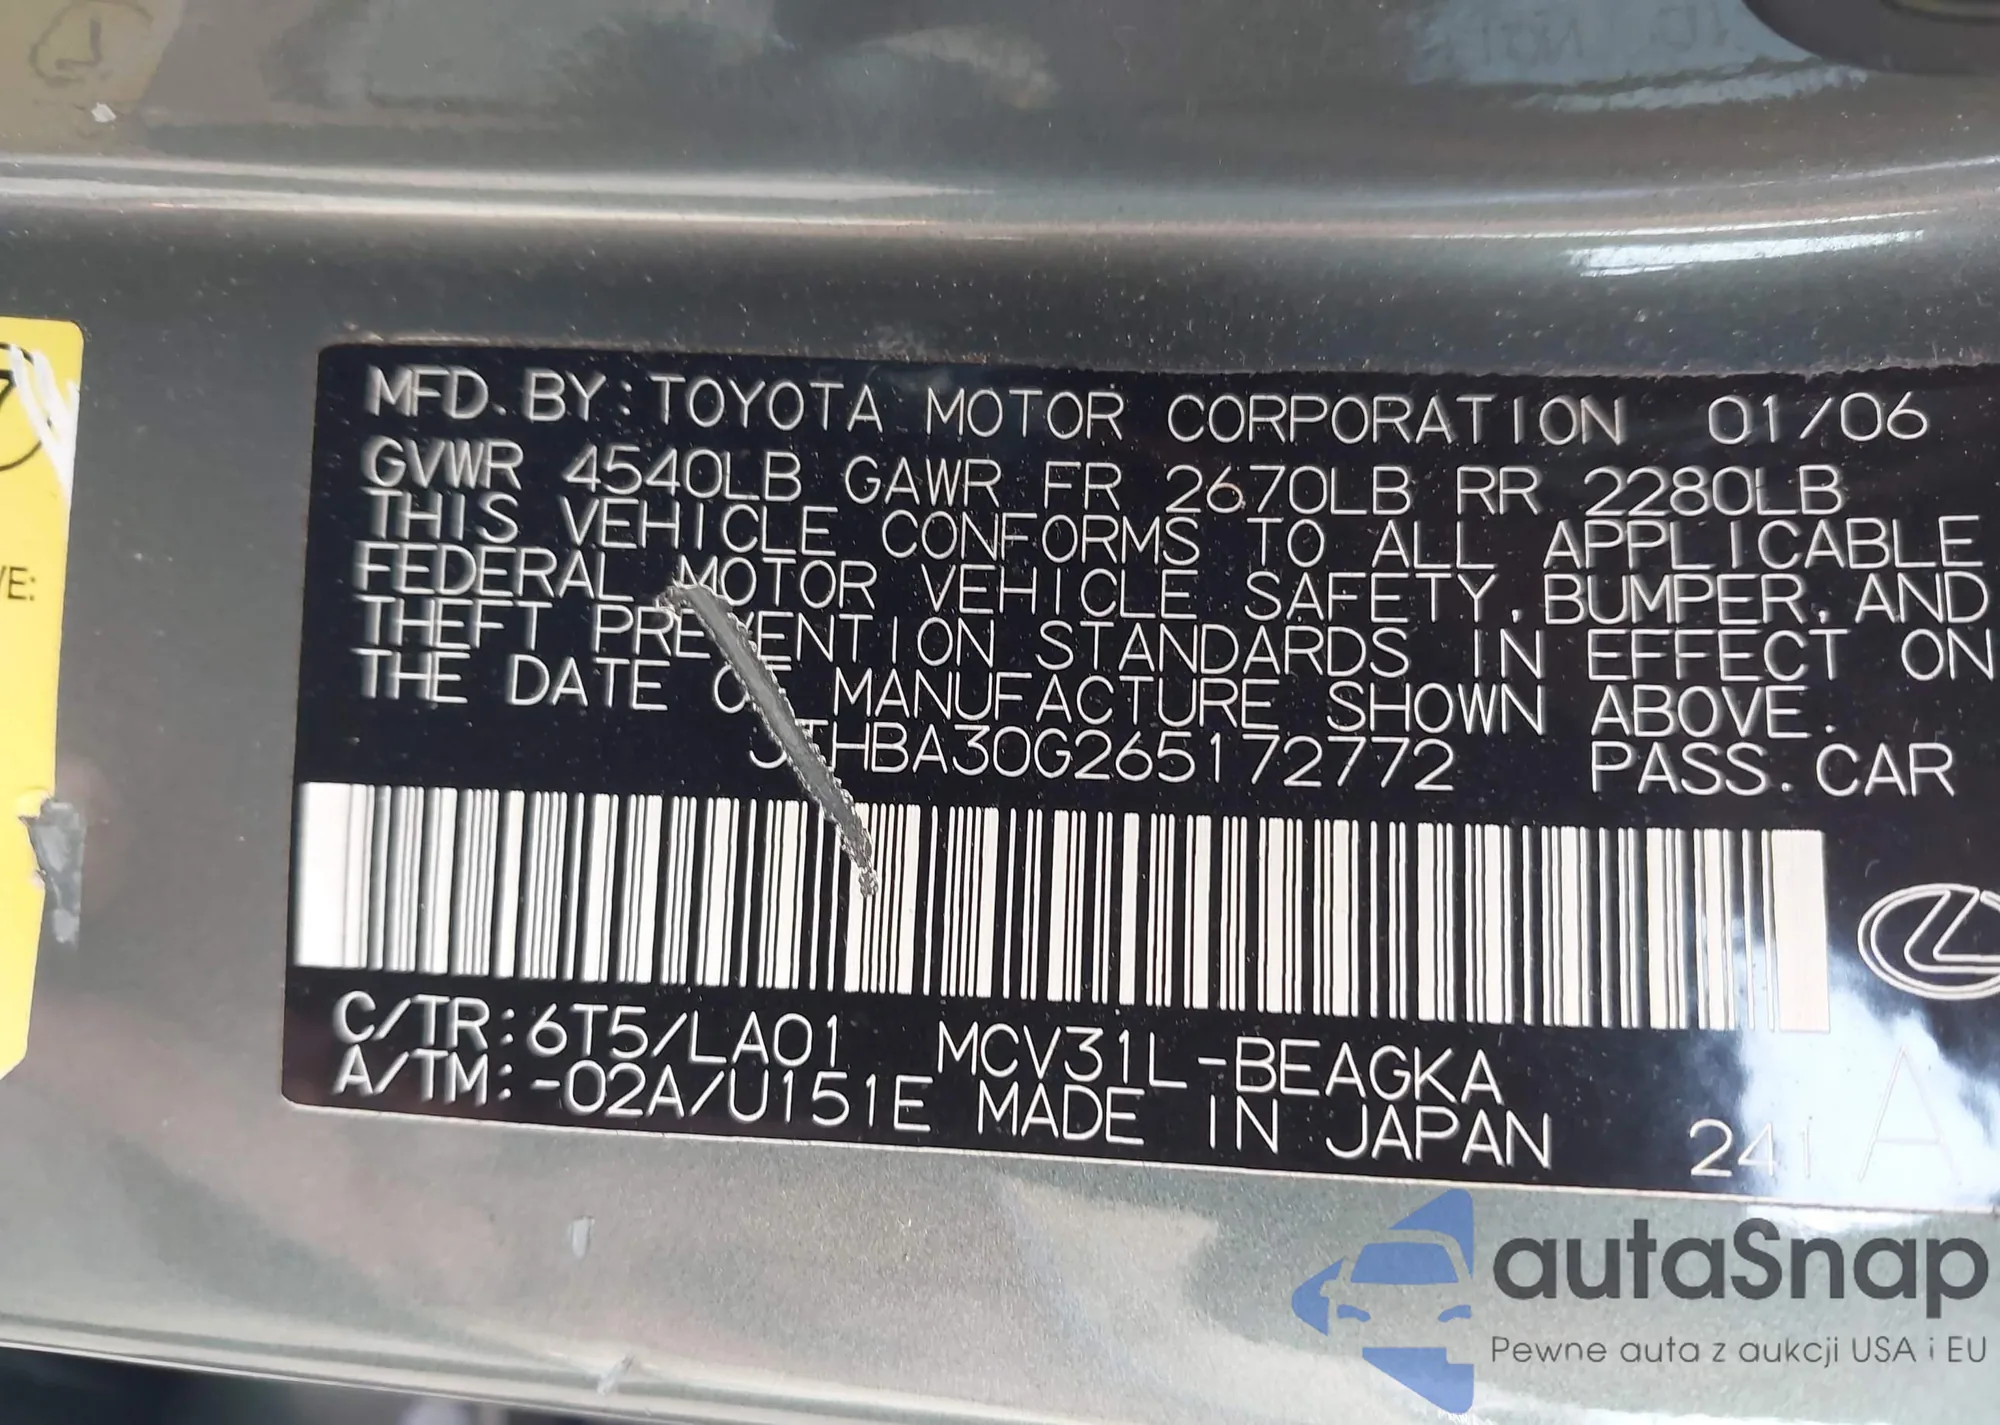 MFD. BY: TOYOTA MOTOR CORPORATION 01/06
GVWR 4540LB GAWR FR 2670LB RR 2280LB
THIS VEHICLE CONFORMS TO ALL APPLICABLE
FEDERAL MOTOR VEHICLE SAFETY, BUMPER, AND
THEFT PREVENTION STANDARDS IN EFFECT ON
THE DATE OF MANUFACTURE SHOWN ABOVE.
JTHBA30G265172772 PASS. CAR
C/TR: 6T5/LA01 MCV31L-BEAGKA
A/TM: -02A/U151E MADE IN JAPAN
241 A
VE:
autaSnap
Pewne auta z aukcji USA i EU